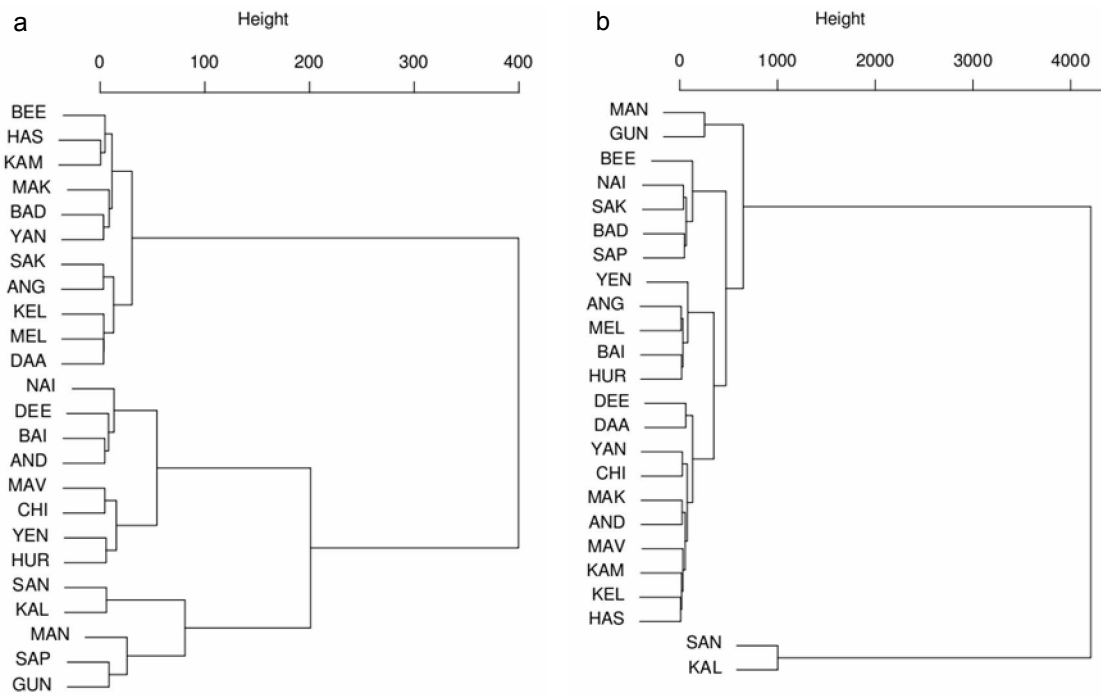 a
Height
0 100 200 300 400
BEE
HAS
KAM
MAK
BAD
YAN
SAK
ANG
KEL
MEL
DAA
NAI
DEE
BAI
AND
MAV
CHI
YEN
HUR
SAN
KAL
MAN
SAP
GUN
b
Height
0 1000 2000 3000 4000
MAN
GUN
BEE
NAI
SAK
BAD
SAP
YEN
ANG
MEL
BAI
HUR
DEE
DAA
YAN
CHI
MAK
AND
MAV
KAM
KEL
HAS
SAN
KAL